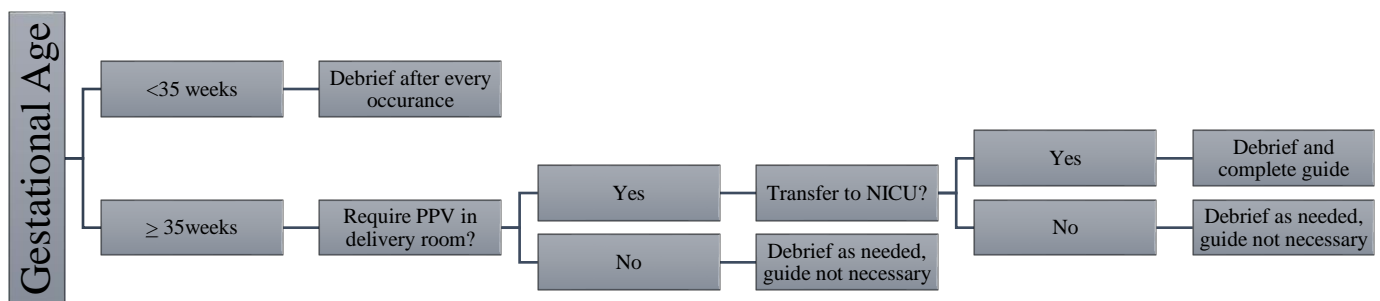 Gestational Age
<35 weeks
Debrief after every
occurance
≥ 35weeks
Require PPV in
delivery room?
Yes
Transfer to NICU?
Yes
Debrief and
complete guide
No
Debrief as needed,
guide not necessary
No
Debrief as needed,
guide not necessary